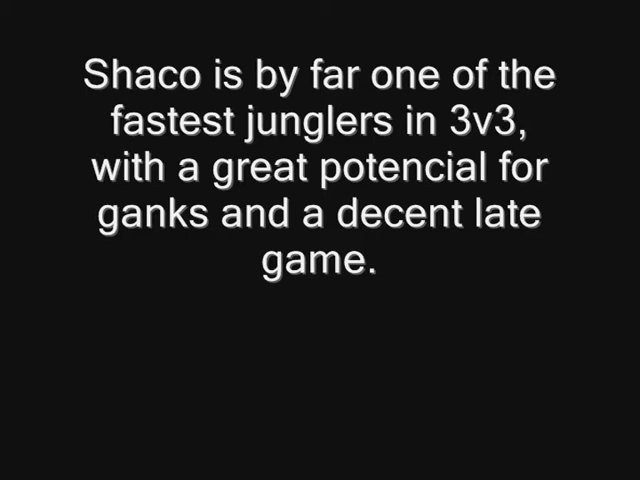 Shaco is by far one of the
fastest junglers in 3v3,
with a great potencial for
ganks and a decent late
game.